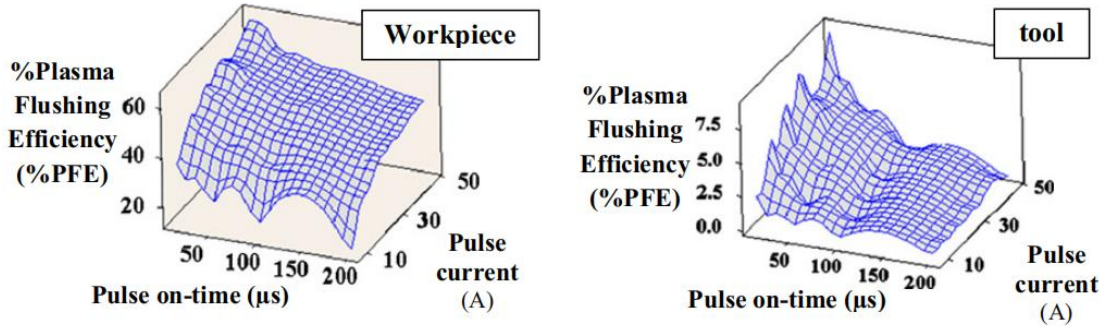 Workpiece
%Plasma
Flushing
Efficiency
(%PFE)
60
40
20
50
100
150
200
10
30
50
Pulse on-time (µs)
Pulse
current
(A)
tool
%Plasma
Flushing
Efficiency
(%PFE)
7.5
5.0
2.5
0.0
50
100
150
200
10
30
50
Pulse on-time (µs)
Pulse
current
(A)